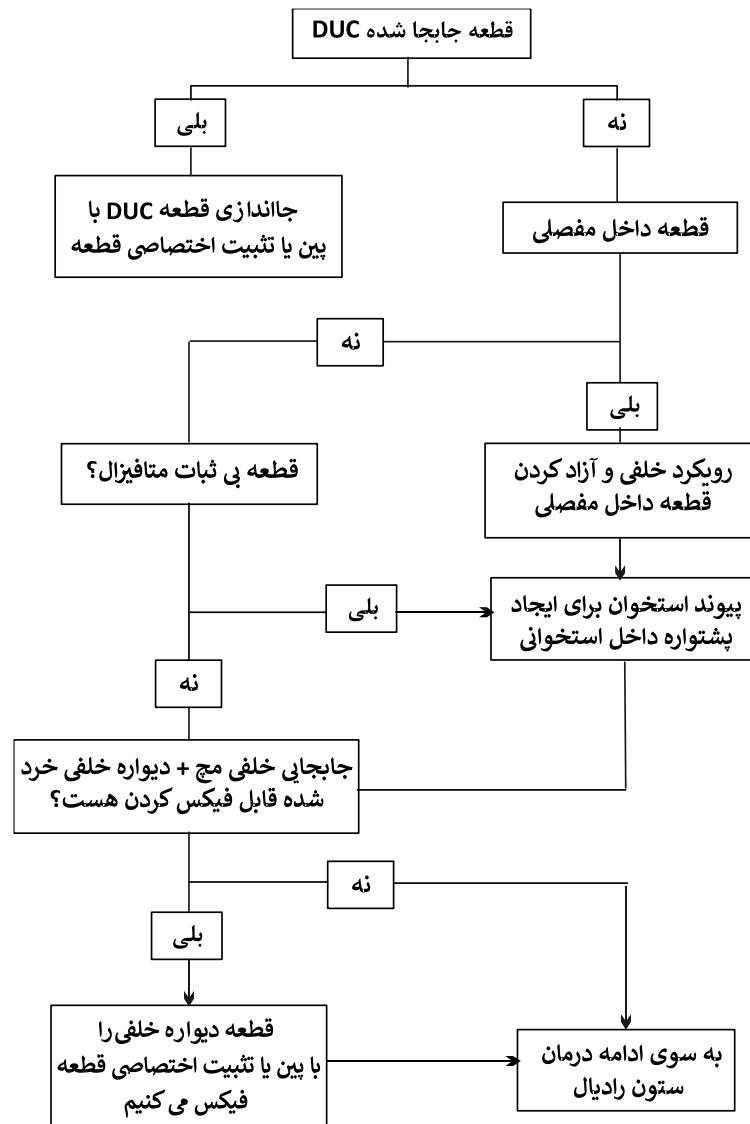 قطعه جابجا شده DUC
بلی
نه
جااندازی قطعه DUC با
پین یا تثبیت اختصاصی قطعه
قطعه داخل مفصلی
نه
بلی
قطعه بی ثبات متافیزال؟
رویکرد خلفی و آزاد کردن
قطعه داخل مفصلی
بلی
پیوند استخوان برای ایجاد
پشتواره داخل استخوانی
نه
جابجایی خلفی مچ + دیواره خلفی خرد
شده قابل فیکس کردن هست؟
نه
بلی
قطعه دیواره خلفی را
با پین یا تثبیت اختصاصی قطعه
فیکس می کنیم
به سوی ادامه درمان
ستون رادیال